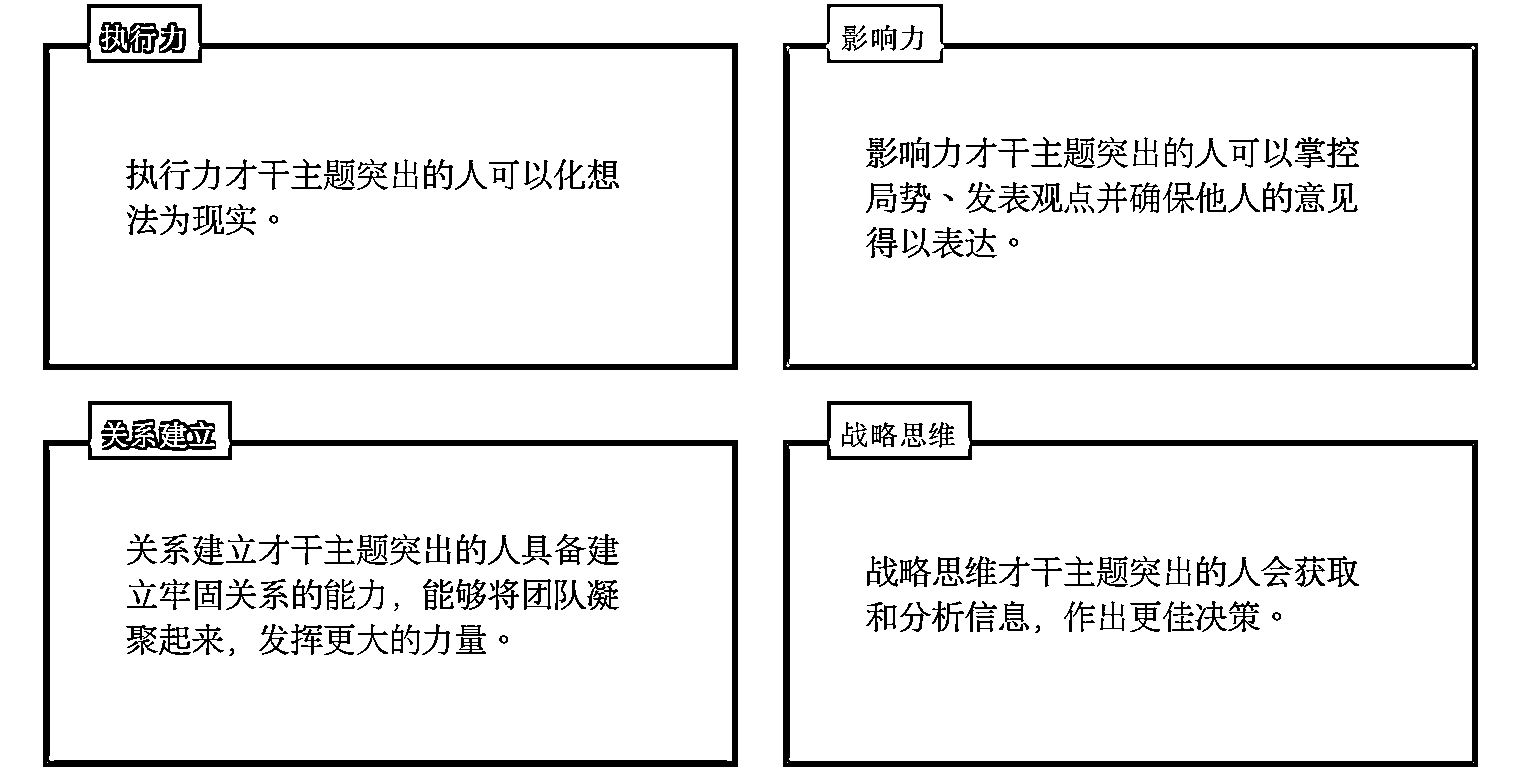 执行力
执行力才干主题突出的人可以化想
法为现实。
影响力
影响力才干主题突出的人可以掌控
局势、发表观点并确保他人的意见
得以表达。
关系建立
关系建立才干主题突出的人具备建
立牢固关系的能力，能够将团队凝
聚起来，发挥更大的力量。
战略思维
战略思维才干主题突出的人会获取
和分析信息，作出更佳决策。